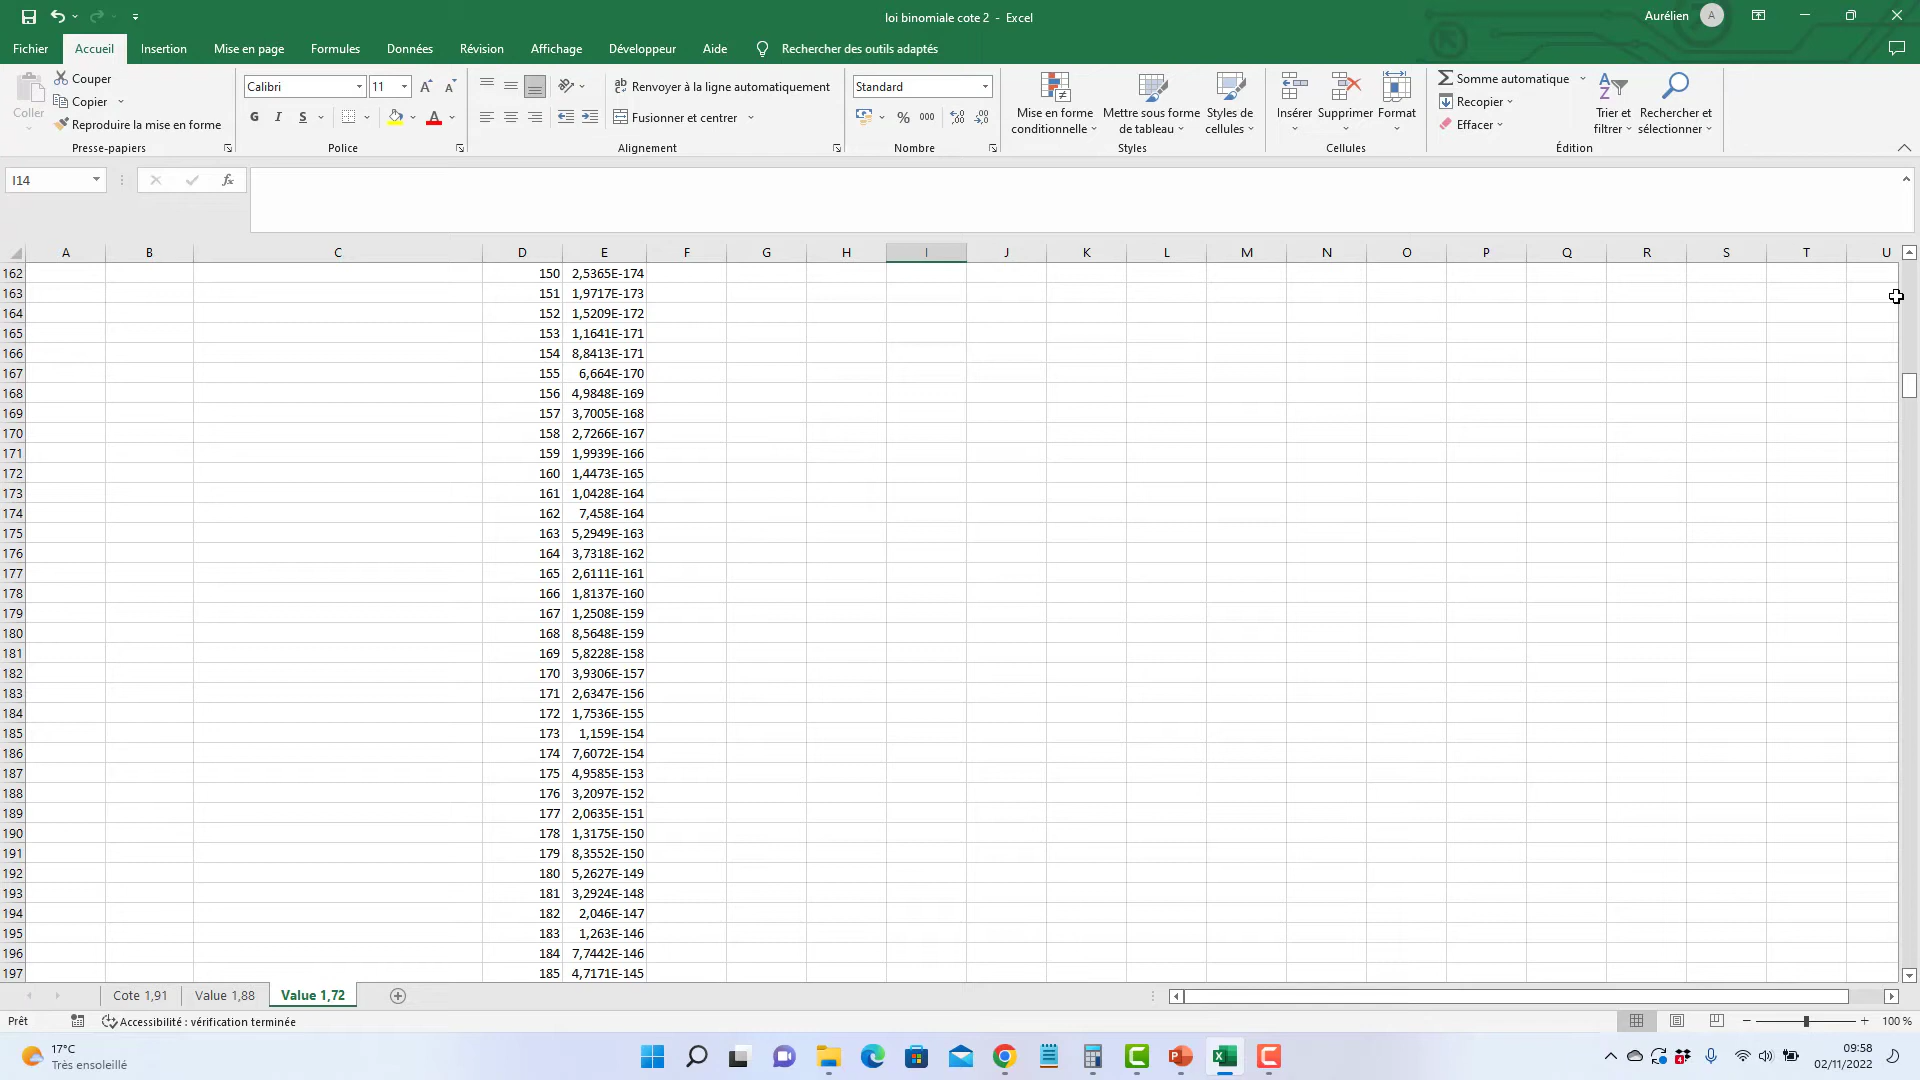 loi binomiale cote 2 - Excel
Aurélien A
Fichier Accueil Insertion Mise en page Formules Données Révision Affichage Développeur Aide Rechercher des outils adaptés
Coller
Couper
Copier
Reproduire la mise en forme
Presse-papiers
Calibri 11
G I S
Police
Renvoyer à la ligne automatiquement
Fusionner et centrer
Alignement
Standard
% 000
Nombre
Mise en forme conditionnelle
Mettre sous forme de tableau
Styles de cellules
Styles
Insérer
Supprimer
Format
Cellules
Somme automatique
Recopier
Effacer
Trier et filtrer
Rechercher et sélectionner
Édition
I14
fx
A B C D E F G H I J K L M N O P Q R S T U
162 150 2,5365E-174
163 151 1,9717E-173
164 152 1,5209E-172
165 153 1,1641E-171
166 154 8,8413E-171
167 155 6,664E-170
168 156 4,9848E-169
169 157 3,7005E-168
170 158 2,7266E-167
171 159 1,9939E-166
172 160 1,4473E-165
173 161 1,0428E-164
174 162 7,458E-164
175 163 5,2949E-163
176 164 3,7318E-162
177 165 2,6111E-161
178 166 1,8137E-160
179 167 1,2508E-159
180 168 8,5648E-159
181 169 5,8228E-158
182 170 3,9306E-157
183 171 2,6347E-156
184 172 1,7536E-155
185 173 1,159E-154
186 174 7,6072E-154
187 175 4,9585E-153
188 176 3,2097E-152
189 177 2,0635E-151
190 178 1,3175E-150
191 179 8,3552E-150
192 180 5,2627E-149
193 181 3,2924E-148
194 182 2,046E-147
195 183 1,263E-146
196 184 7,7442E-146
197 185 4,7171E-145
Cote 1,91 Value 1,88 Value 1,72
Prêt Accessibilité : vérification terminée 100 %
17°C
Très ensoleillé
09:58
02/11/2022